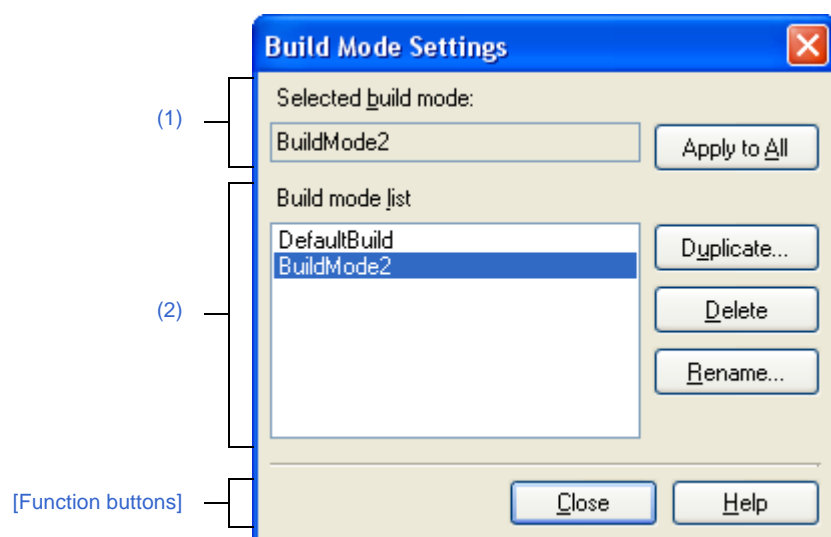 Build Mode Settings
(1)
Selected build mode:
BuildMode2
Apply to All
(2)
Build mode list
DefaultBuild
BuildMode2
Duplicate...
Delete
Rename...
[Function buttons]
Close
Help